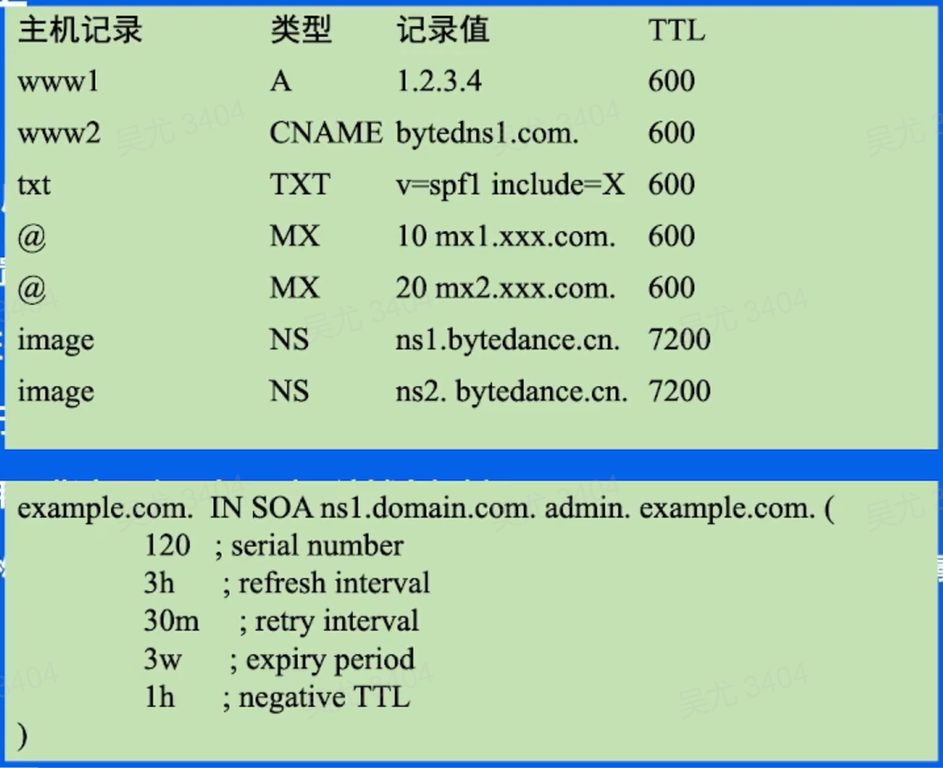 主机记录 类型 记录值 TTL
www1 A 1.2.3.4 600
www2 CNAME bytedns1.com. 600
txt TXT v=spf1 include=X 600
@ MX 10 mx1.xxx.com. 600
@ MX 20 mx2.xxx.com. 600
image NS ns1.bytedance.cn. 7200
image NS ns2. bytedance.cn. 7200
example.com. IN SOA ns1.domain.com. admin. example.com. (
120 ; serial number
3h ; refresh interval
30m ; retry interval
3w ; expiry period
1h ; negative TTL
)
吴尤 3404